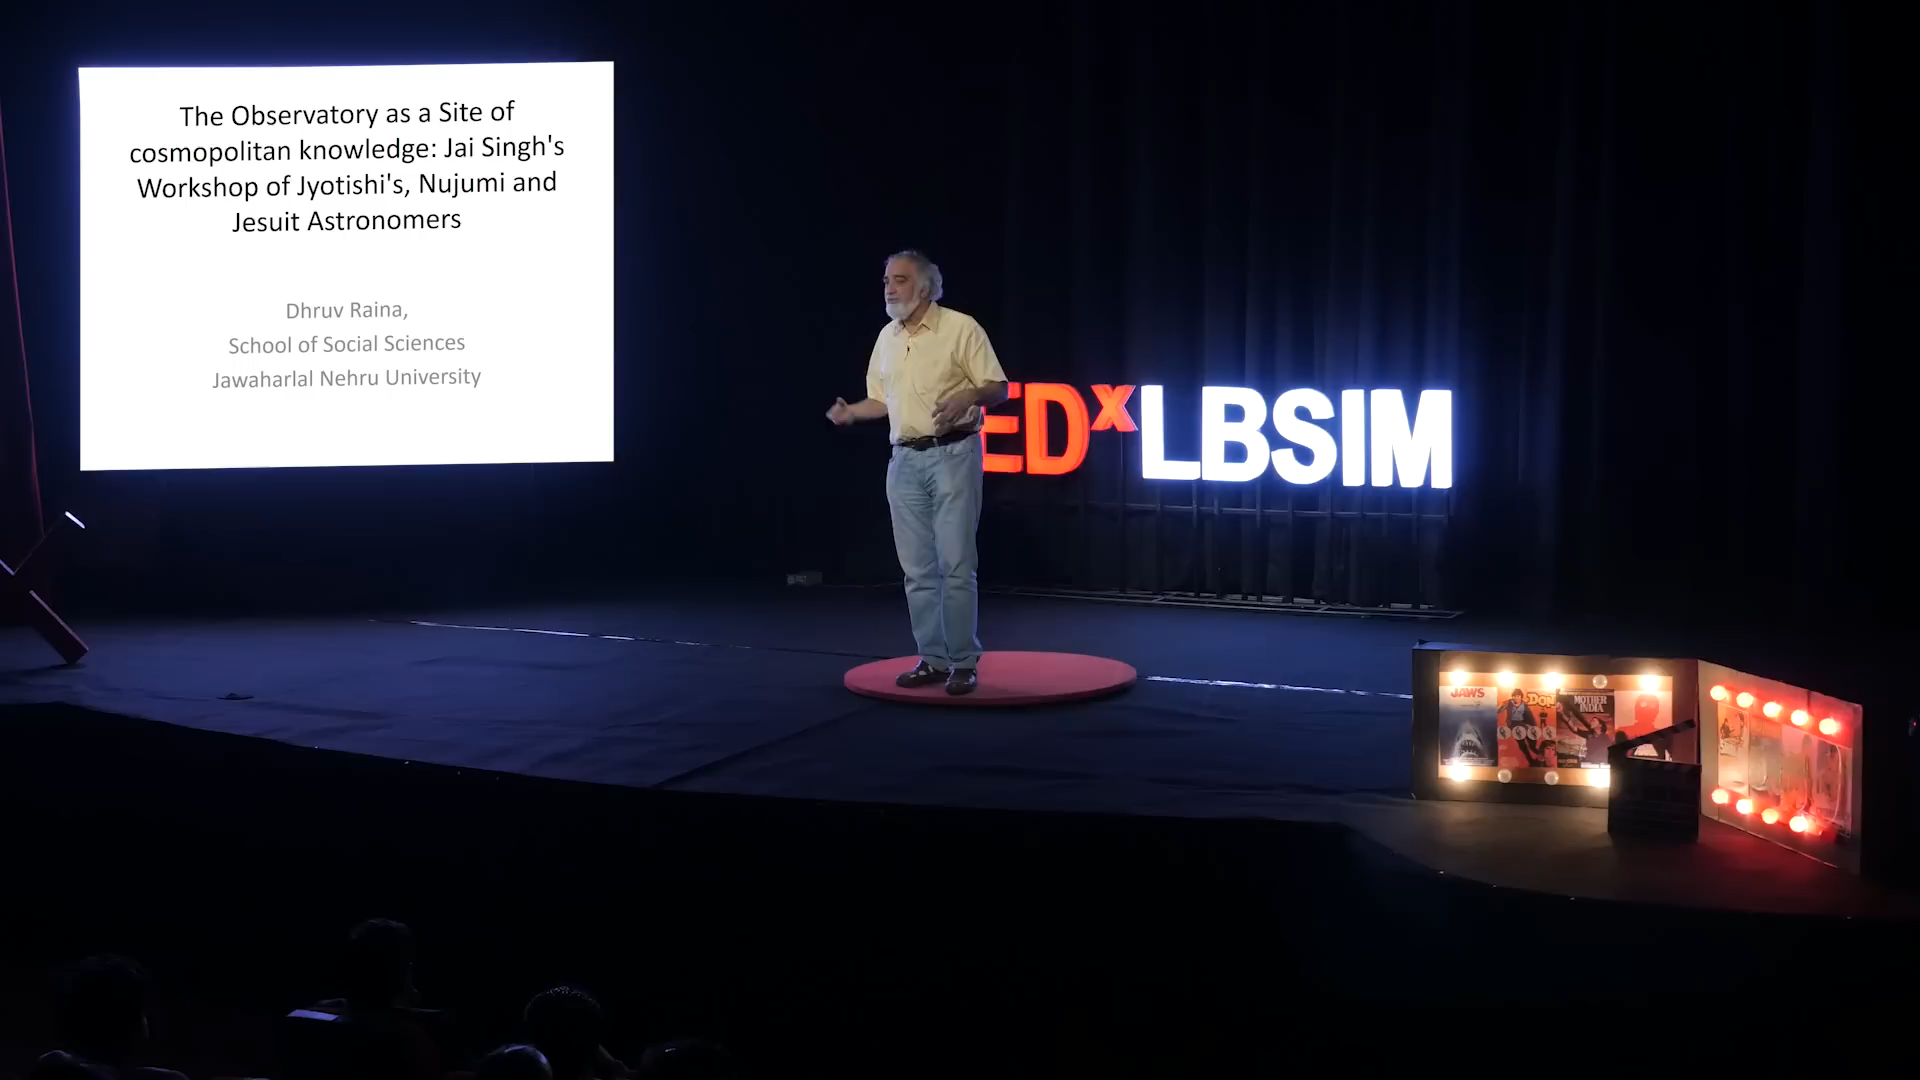 The Observatory as a Site of
cosmopolitan knowledge: Jai Singh's
Workshop of Jyotishi's, Nujumi and
Jesuit Astronomers
Dhruv Raina,
School of Social Sciences
Jawaharlal Nehru University
EDxLBSIM
JAWS
DON
MOTHER
INDIA